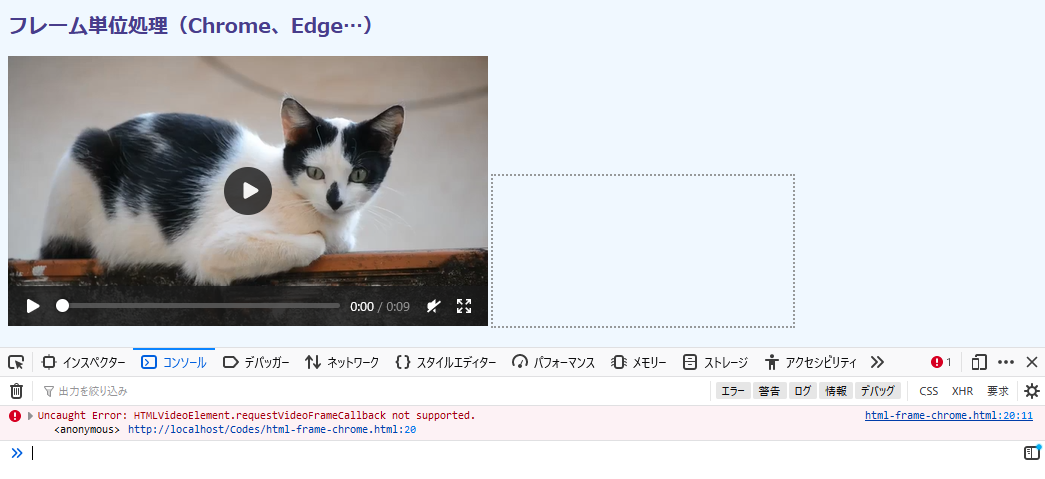 フレーム単位処理（Chrome、Edge…）
0:00 / 0:09
インスペクター コンソール デバッガー ネットワーク スタイルエディター パフォーマンス メモリー ストレージ アクセシビリティ 1
出力を絞り込み エラー 警告 ログ 情報 デバッグ CSS XHR 要求
Uncaught Error: HTMLVideoElement.requestVideoFrameCallback not supported. html-frame-chrome.html:20:11
<anonymous> http://localhost/Codes/html-frame-chrome.html:20